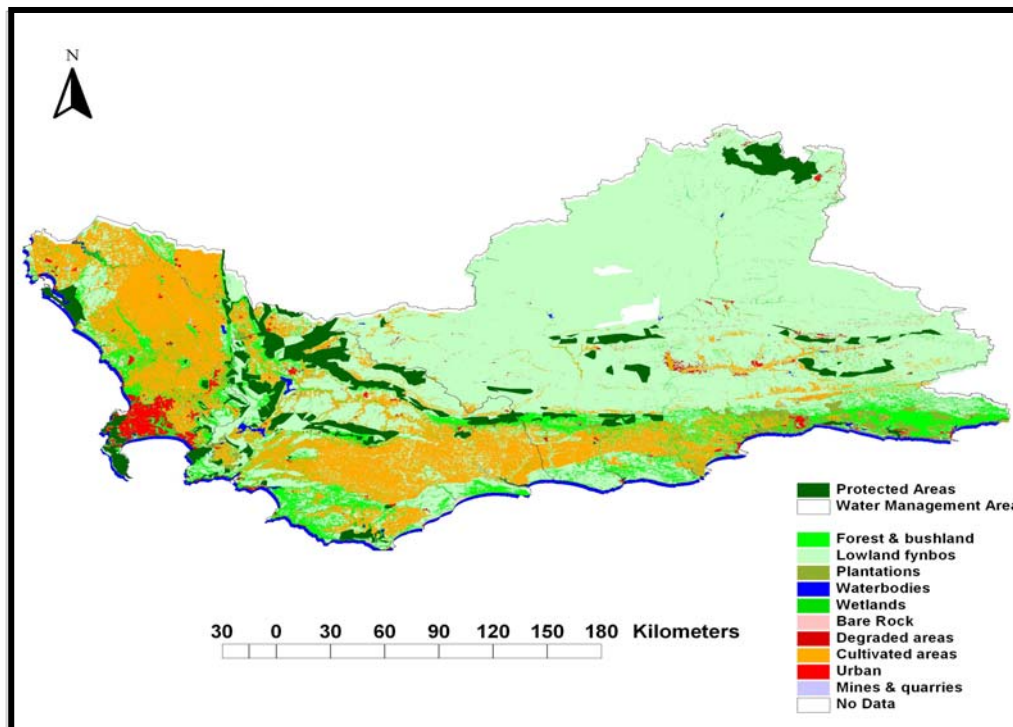 N
Protected Areas
Water Management Area
Forest & bushland
Lowland fynbos
Plantations
Waterbodies
Wetlands
Bare Rock
Degraded areas
Cultivated areas
Urban
Mines & quarries
No Data
30 0 30 60 90 120 150 180 Kilometers